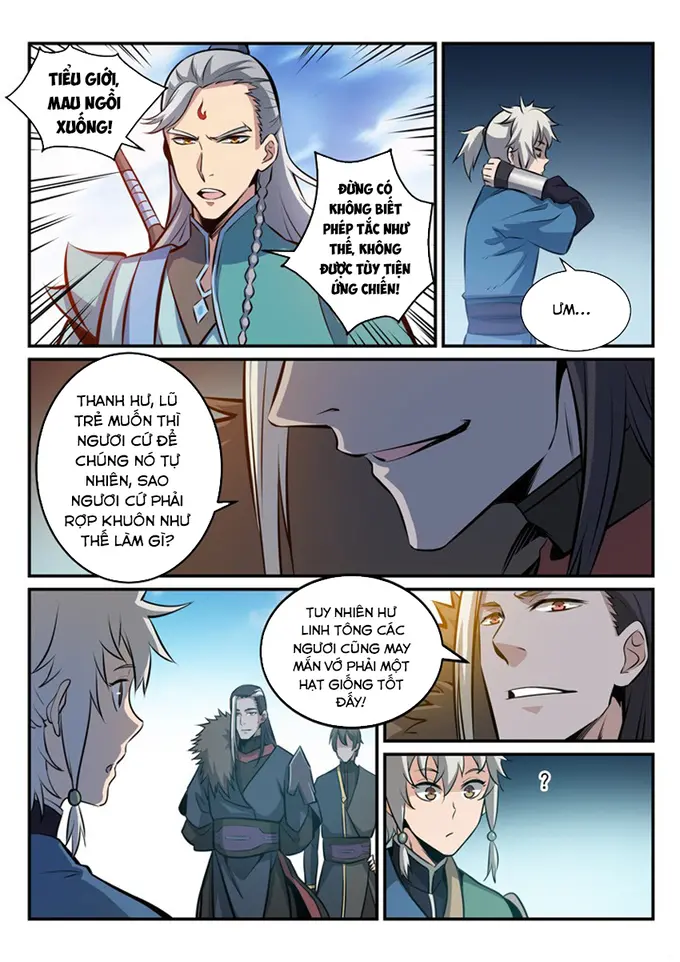 TIỂU GIỚI,
MAU NGỒI
XUỐNG!
ĐỪNG CÓ
KHÔNG BIẾT
PHÉP TẮC NHƯ
THẾ, KHÔNG
ĐƯỢC TÙY TIỆN
ỨNG CHIẾN!
ƯM...
THANH HƯ, LŨ
TRẺ MUỐN THÌ
NGƯƠI CỨ ĐỂ
CHÚNG NÓ TỰ
NHIÊN, SAO
NGƯƠI CỨ PHẢI
RỢP KHUÔN NHƯ
THẾ LÀM GÌ?
TUY NHIÊN HƯ
LINH TÔNG CÁC
NGƯƠI CŨNG MAY
MẮN VỚ PHẢI MỘT
HẠT GIỐNG TỐT
ĐẤY!
?